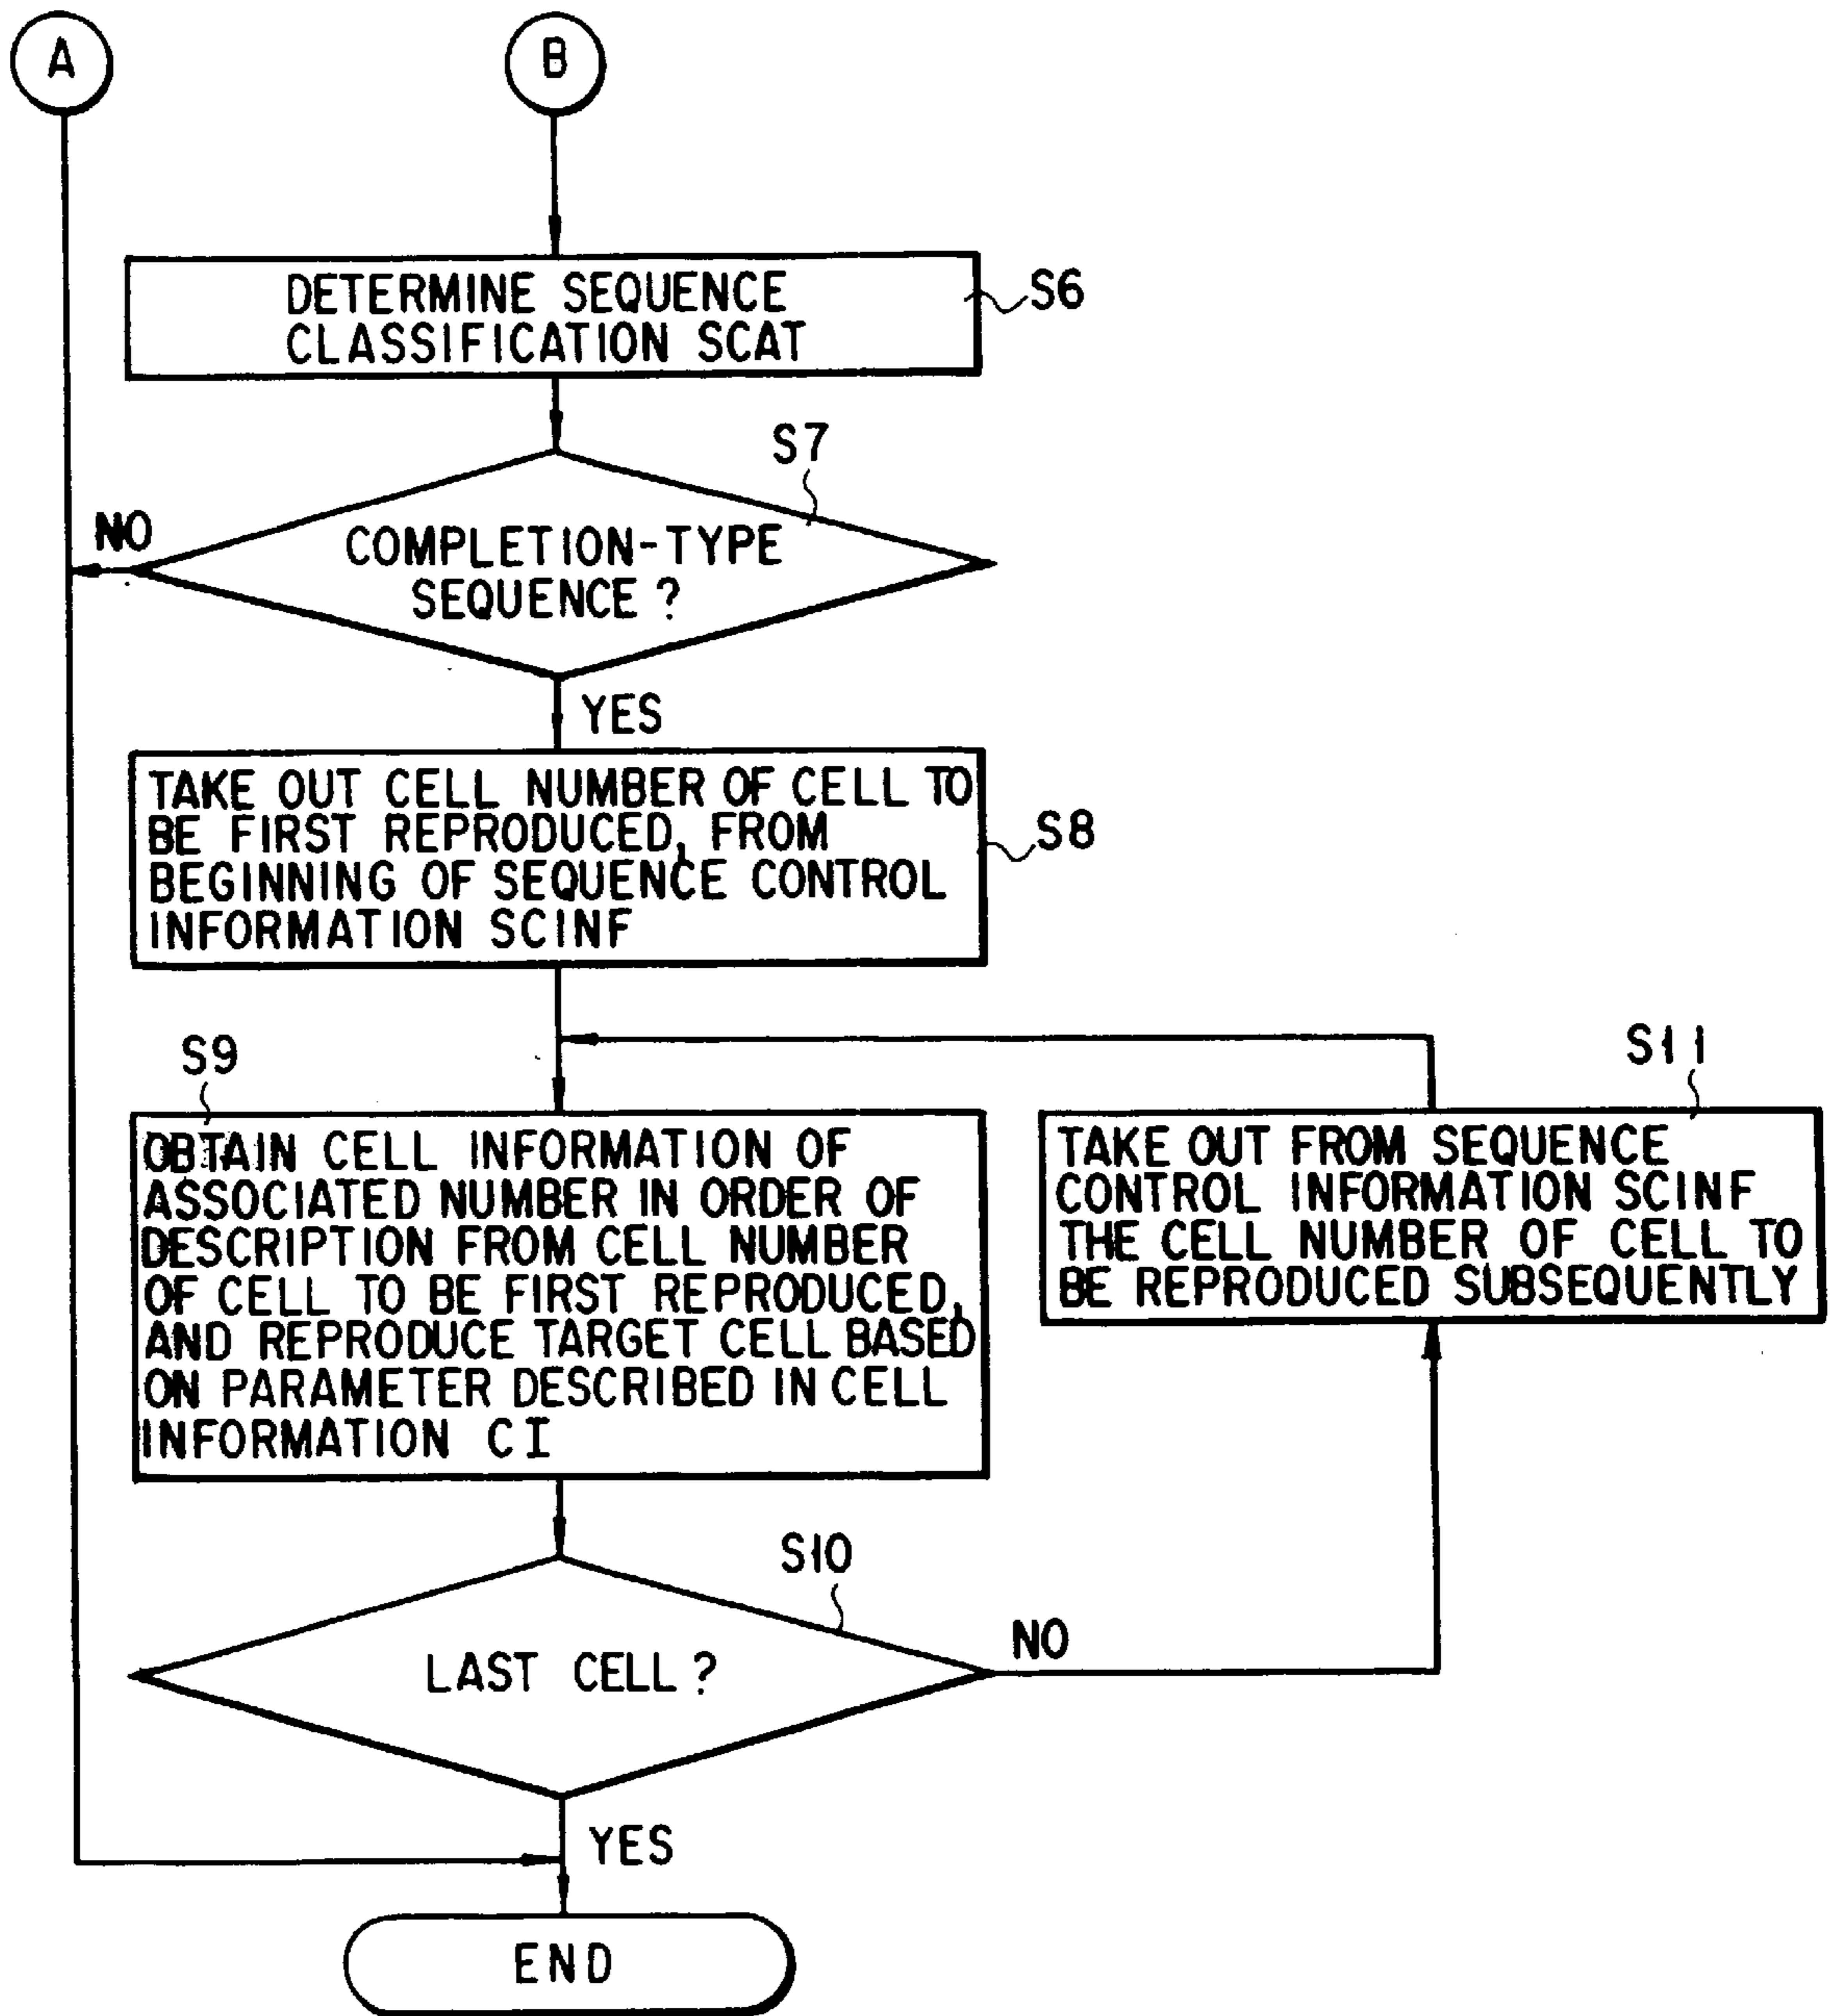 A
B
DETERMINE SEQUENCE
CLASSIFICATION SCAT
S6
S7
NO
COMPLETION-TYPE
SEQUENCE ?
YES
TAKE OUT CELL NUMBER OF CELL TO
BE FIRST REPRODUCED, FROM
BEGINNING OF SEQUENCE CONTROL
INFORMATION SCINF
S8
S9
S11
OBTAIN CELL INFORMATION OF
ASSOCIATED NUMBER IN ORDER OF
DESCRIPTION FROM CELL NUMBER
OF CELL TO BE FIRST REPRODUCED,
AND REPRODUCE TARGET CELL BASED
ON PARAMETER DESCRIBED IN CELL
INFORMATION CI
TAKE OUT FROM SEQUENCE
CONTROL INFORMATION SCINF
THE CELL NUMBER OF CELL TO
BE REPRODUCED SUBSEQUENTLY
S10
LAST CELL ?
NO
YES
END